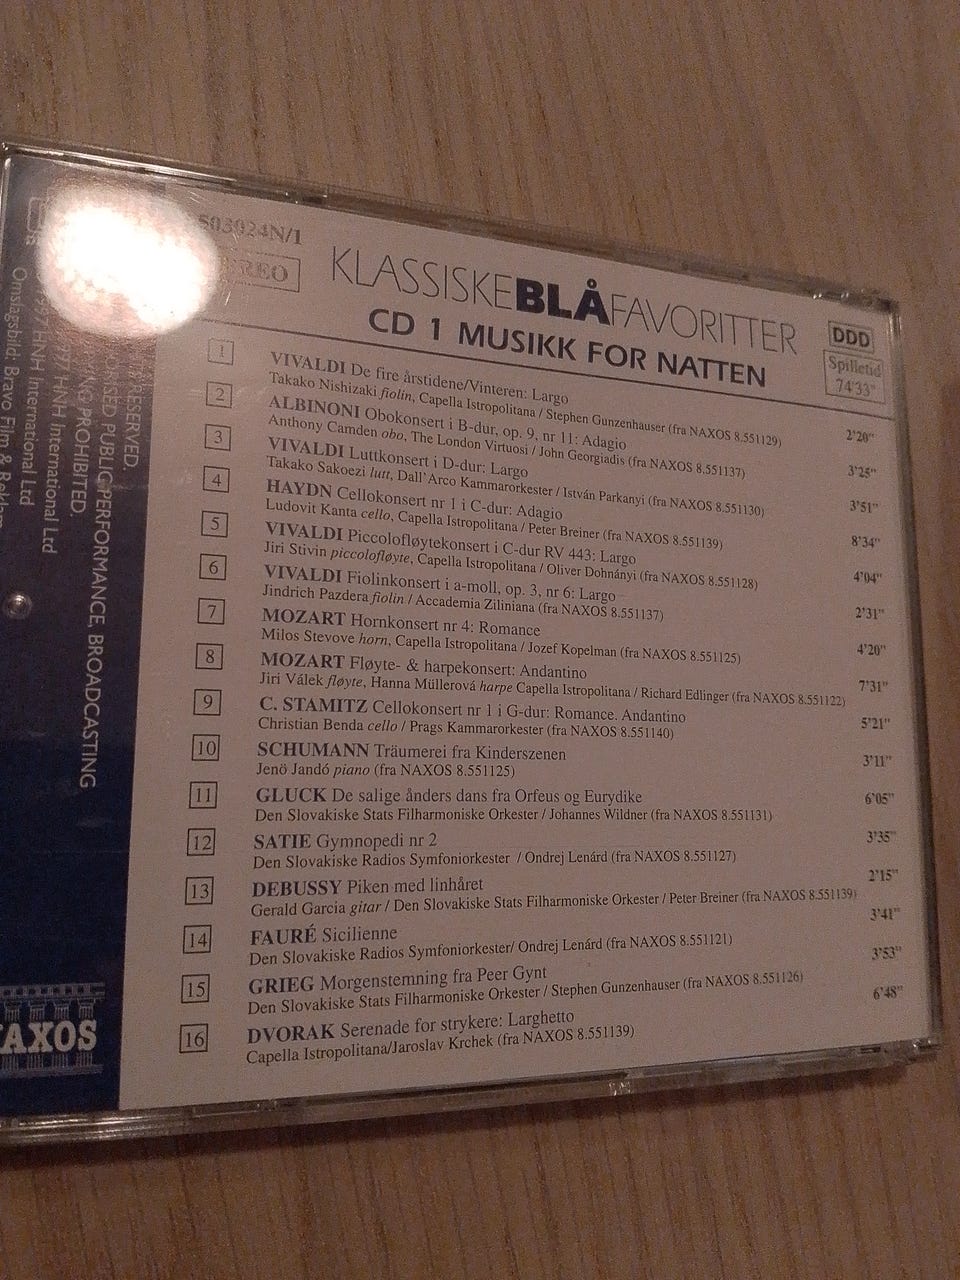 503024N/1
KLASSISKEBLÅFAVORITTER
CD 1 MUSIKK FOR NATTEN
DDD
Spilletid
74'33"
1 VIVALDI De fire årstidene/Vinteren: Largo 2'20"
Takako Nishizaki fiolin, Capella Istropolitana / Stephen Gunzenhauser (fra NAXOS 8.551129)
2 ALBINONI Obokonsert i B-dur, op. 9, nr 11: Adagio 3'25"
Anthony Camden obo, The London Virtuosi / John Georgiadis (fra NAXOS 8.551137)
3 VIVALDI Luttkonsert i D-dur: Largo 3'51"
Takako Sakoezi lutt, Dall'Arco Kammarorkester / István Parkanyi (fra NAXOS 8.551130)
4 HAYDN Cellokonsert nr 1 i C-dur: Adagio 8'34"
Ludovit Kanta cello, Capella Istropolitana / Peter Breiner (fra NAXOS 8.551139)
5 VIVALDI Piccolofløytekonsert i C-dur RV 443: Largo 4'04"
Jiri Stivin piccolofløyte, Capella Istropolitana / Oliver Dohnányi (fra NAXOS 8.551128)
6 VIVALDI Fiolinkonsert i a-moll, op. 3, nr 6: Largo 2'31"
Jindrich Pazdera fiolin / Accademia Ziliniana (fra NAXOS 8.551137)
7 MOZART Hornkonsert nr 4: Romance 4'20"
Milos Stevove horn, Capella Istropolitana / Jozef Kopelman (fra NAXOS 8.551125)
8 MOZART Fløyte- & harpekonsert: Andantino 7'31"
Jiri Válek fløyte, Hanna Müllerová harpe Capella Istropolitana / Richard Edlinger (fra NAXOS 8.551122)
9 C. STAMITZ Cellokonsert nr 1 i G-dur: Romance. Andantino 5'21"
Christian Benda cello / Prags Kammarorkester (fra NAXOS 8.551140)
10 SCHUMANN Träumerei fra Kinderszenen 3'11"
Jenö Jandó piano (fra NAXOS 8.551125)
11 GLUCK De salige ånders dans fra Orfeus og Eurydike 6'05"
Den Slovakiske Stats Filharmoniske Orkester / Johannes Wildner (fra NAXOS 8.551131)
12 SATIE Gymnopedi nr 2 3'35"
Den Slovakiske Radios Symfoniorkester / Ondrej Lenárd (fra NAXOS 8.551127)
13 DEBUSSY Piken med linhåret 2'15"
Gerald Garcia gitar / Den Slovakiske Stats Filharmoniske Orkester / Peter Breiner (fra NAXOS 8.551139)
14 FAURÉ Sicilienne 3'41"
Den Slovakiske Radios Symfoniorkester/ Ondrej Lenárd (fra NAXOS 8.551121)
15 GRIEG Morgenstemning fra Peer Gynt 3'53"
Den Slovakiske Stats Filharmoniske Orkester / Stephen Gunzenhauser (fra NAXOS 8.551126)
16 DVORAK Serenade for strykere: Larghetto 6'48"
Capella Istropolitana/Jaroslav Krchek (fra NAXOS 8.551139)
RESERVED.
PUBLIC PERFORMANCE, BROADCASTING
PROHIBITED.
HNH International Ltd
1997 HNH International Ltd
Omslagsbild: Bravo Film &
NAXOS